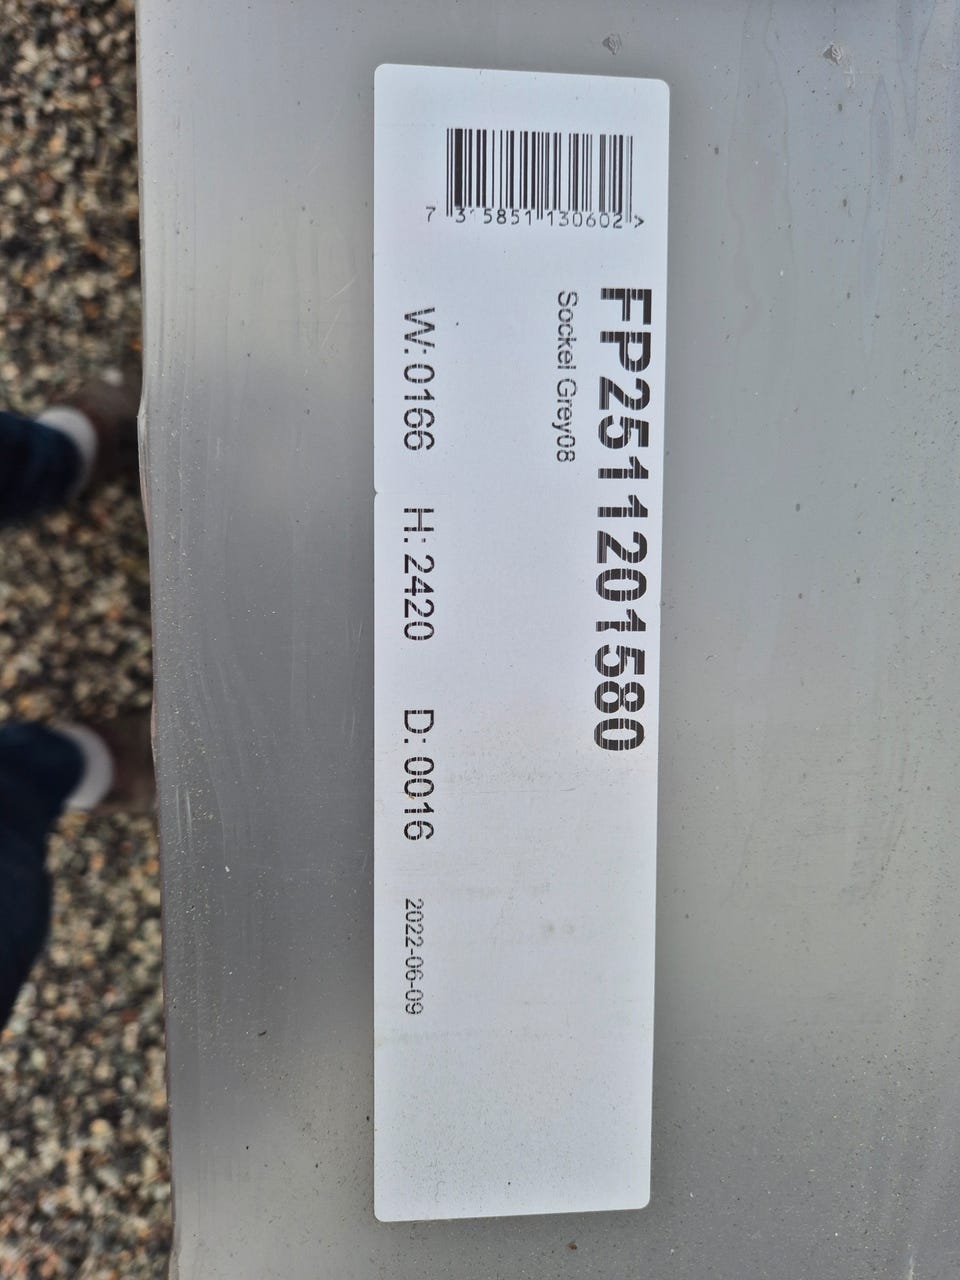 7 315851 130602 >
FP2511201580
Sockel Grey08
W: 0166 H: 2420 D: 0016 2022-06-09